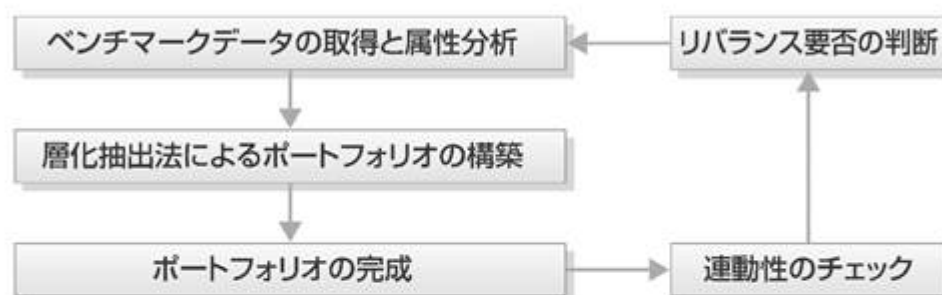 ベンチマークデータの取得と属性分析
リバランス要否の判断
層化抽出法によるポートフォリオの構築
ポートフォリオの完成
連動性のチェック